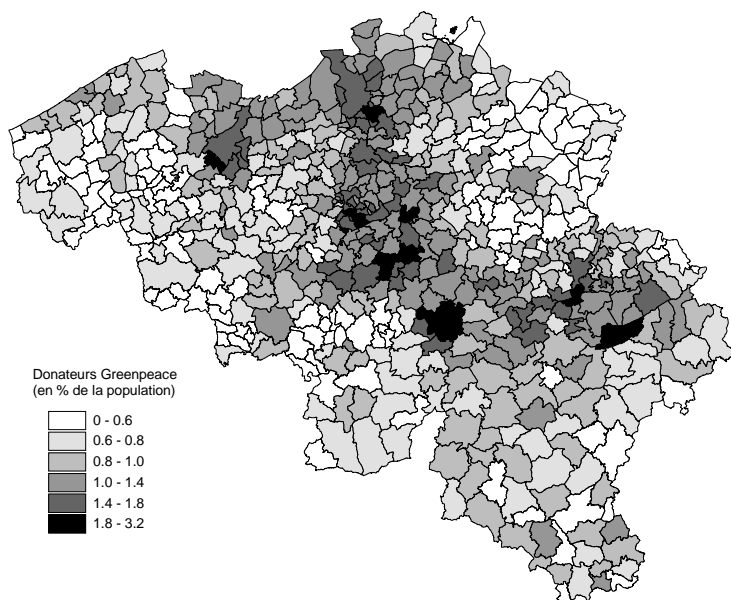 Donateurs Greenpeace
(en % de la population)
0 - 0.6
0.6 - 0.8
0.8 - 1.0
1.0 - 1.4
1.4 - 1.8
1.8 - 3.2